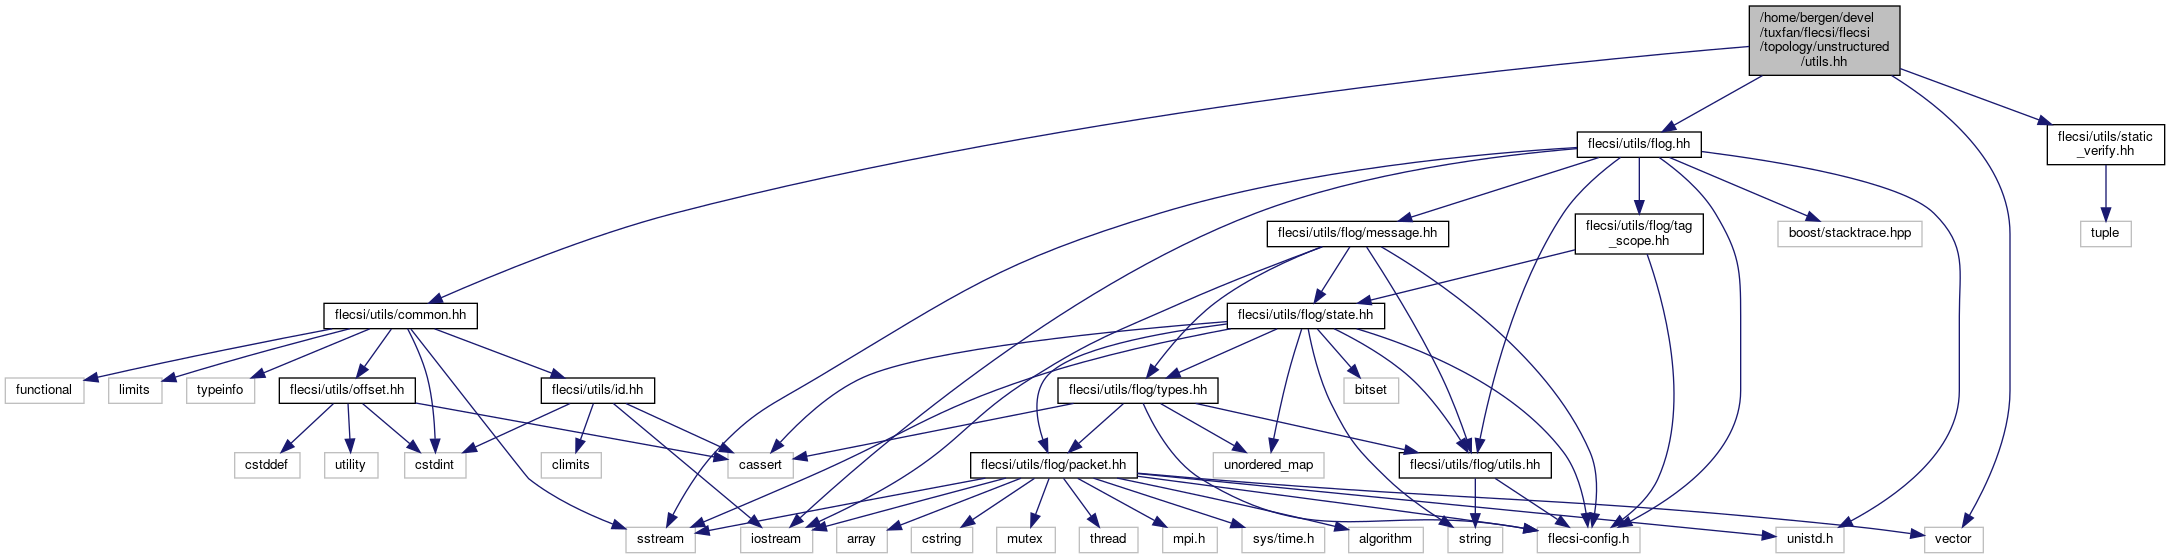 /home/bergen/devel
/tuxfan/flecsi/flecsi
/topology/unstructured
/utils.hh
flecsi/utils/flog.hh
flecsi/utils/static
_verify.hh
flecsi/utils/flog/message.hh
flecsi/utils/flog/tag
_scope.hh
boost/stacktrace.hpp
tuple
flecsi/utils/common.hh
flecsi/utils/flog/state.hh
functional
limits
typeinfo
flecsi/utils/offset.hh
flecsi/utils/id.hh
flecsi/utils/flog/types.hh
bitset
cstddef
utility
cstdint
climits
cassert
flecsi/utils/flog/packet.hh
unordered_map
flecsi/utils/flog/utils.hh
sstream
iostream
array
cstring
mutex
thread
mpi.h
sys/time.h
algorithm
string
flecsi-config.h
unistd.h
vector